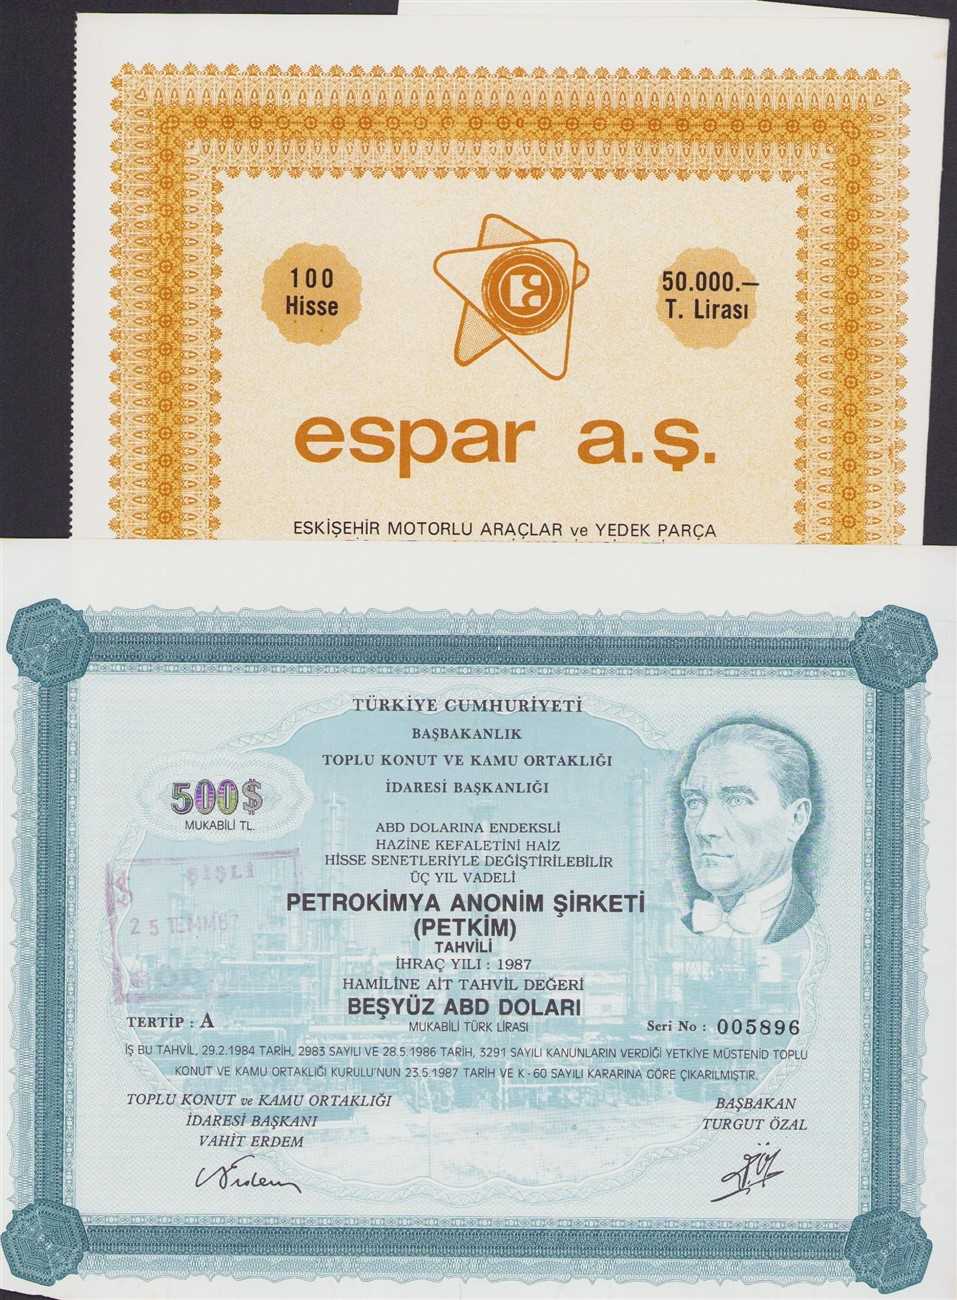 100
Hisse
50.000.—
T. Lirası
espar a.ş.
ESKİŞEHİR MOTORLU ARAÇLAR ve YEDEK PARÇA
TÜRKİYE CUMHURİYETİ
BAŞBAKANLIK
TOPLU KONUT VE KAMU ORTAKLIĞI
İDARESİ BAŞKANLIĞI
500$
MUKABİLİ TL.
ABD DOLARINA ENDEKSLİ
HAZİNE KEFALETİNİ HAİZ
HİSSE SENETLERİYLE DEĞİŞTİRİLEBİLİR
ÜÇ YIL VADELİ
PETROKİMYA ANONİM ŞİRKETİ
(PETKİM)
TAHVİLİ
İHRAÇ YILI : 1987
HAMİLİNE AİT TAHVİL DEĞERİ
BEŞYÜZ ABD DOLARI
MUKABİLİ TÜRK LİRASI
ŞİŞLİ
25 TEMM87
TERTİP : A
Seri No : 005896
İŞ BU TAHVİL, 29.2.1984 TARİH, 2983 SAYILI VE 28.5.1986 TARİH, 3291 SAYILI KANUNLARIN VERDİĞİ YETKİYE MÜSTENİD TOPLU
KONUT VE KAMU ORTAKLIĞI KURULU'NUN 23.5.1987 TARİH VE K-60 SAYILI KARARINA GÖRE ÇIKARILMIŞTIR.
TOPLU KONUT ve KAMU ORTAKLIĞI
İDARESİ BAŞKANI
VAHİT ERDEM
BAŞBAKAN
TURGUT ÖZAL